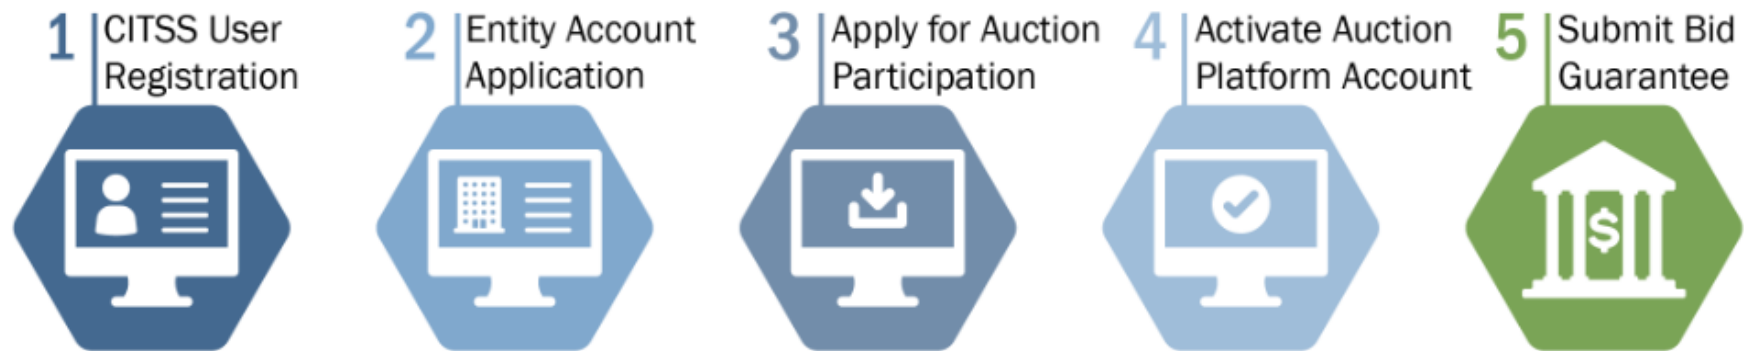 1 CITSS User
Registration
2 Entity Account
Application
3 Apply for Auction
Participation
4 Activate Auction
Platform Account
5 Submit Bid
Guarantee
$